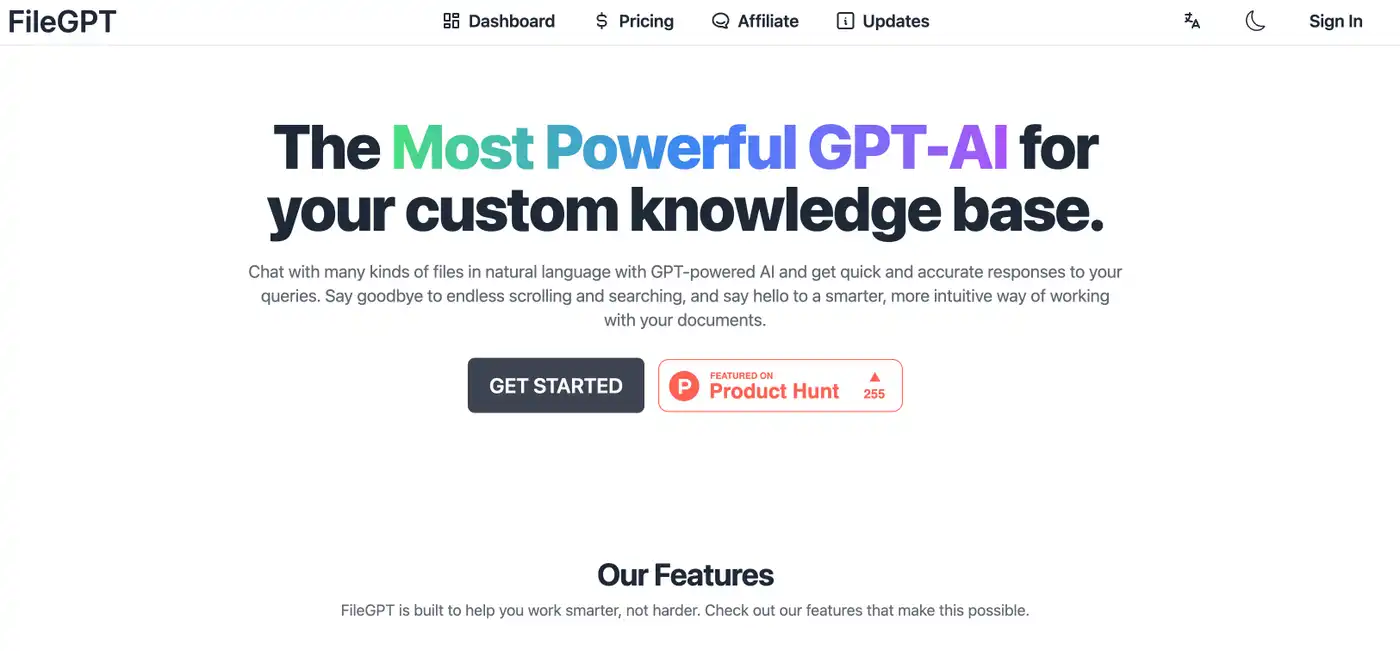 FileGPT
Dashboard
Pricing
Affiliate
Updates
Sign In
The Most Powerful GPT-AI for
your custom knowledge base.
Chat with many kinds of files in natural language with GPT-powered AI and get quick and accurate responses to your
queries. Say goodbye to endless scrolling and searching, and say hello to a smarter, more intuitive way of working
with your documents.
GET STARTED
P
FEATURED ON
Product Hunt
255
Our Features
FileGPT is built to help you work smarter, not harder. Check out our features that make this possible.